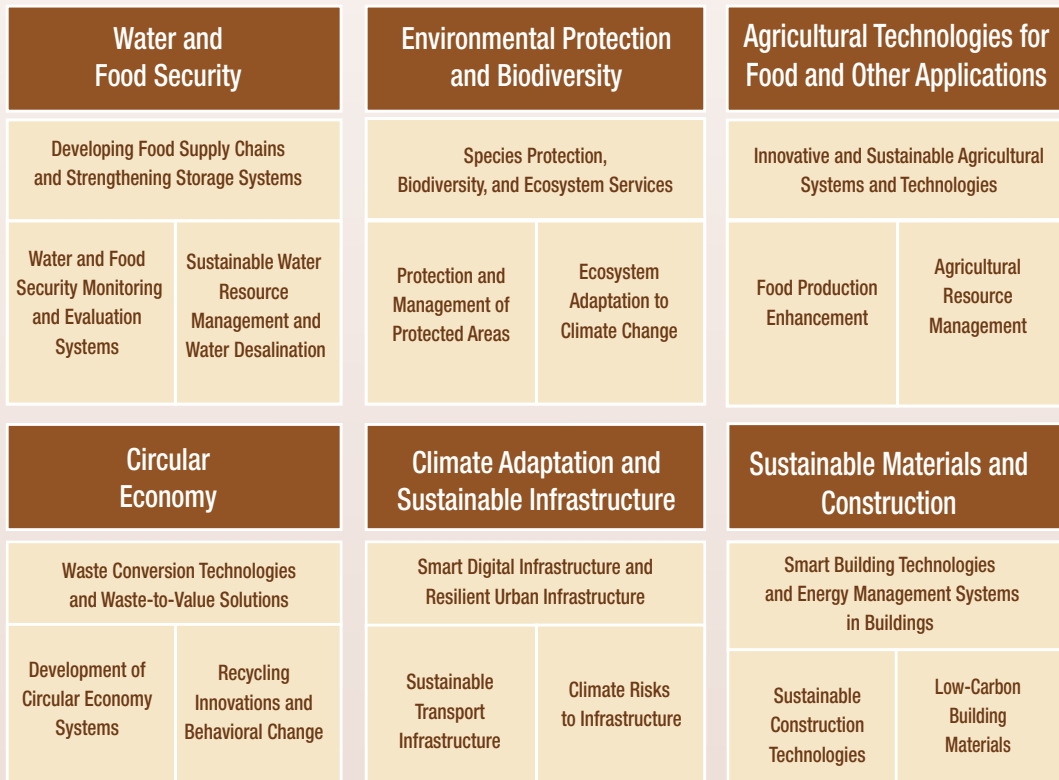 Water and
Food Security
Developing Food Supply Chains
and Strengthening Storage Systems
Water and Food
Security Monitoring
and Evaluation
Systems
Sustainable Water
Resource
Management and
Water Desalination
Environmental Protection
and Biodiversity
Species Protection,
Biodiversity, and Ecosystem Services
Protection and
Management of
Protected Areas
Ecosystem
Adaptation to
Climate Change
Agricultural Technologies for
Food and Other Applications
Innovative and Sustainable Agricultural
Systems and Technologies
Food Production
Enhancement
Agricultural
Resource
Management
Circular
Economy
Waste Conversion Technologies
and Waste-to-Value Solutions
Development of
Circular Economy
Systems
Recycling
Innovations and
Behavioral Change
Climate Adaptation and
Sustainable Infrastructure
Smart Digital Infrastructure and
Resilient Urban Infrastructure
Sustainable
Transport
Infrastructure
Climate Risks
to Infrastructure
Sustainable Materials and
Construction
Smart Building Technologies
and Energy Management Systems
in Buildings
Sustainable
Construction
Technologies
Low-Carbon
Building
Materials